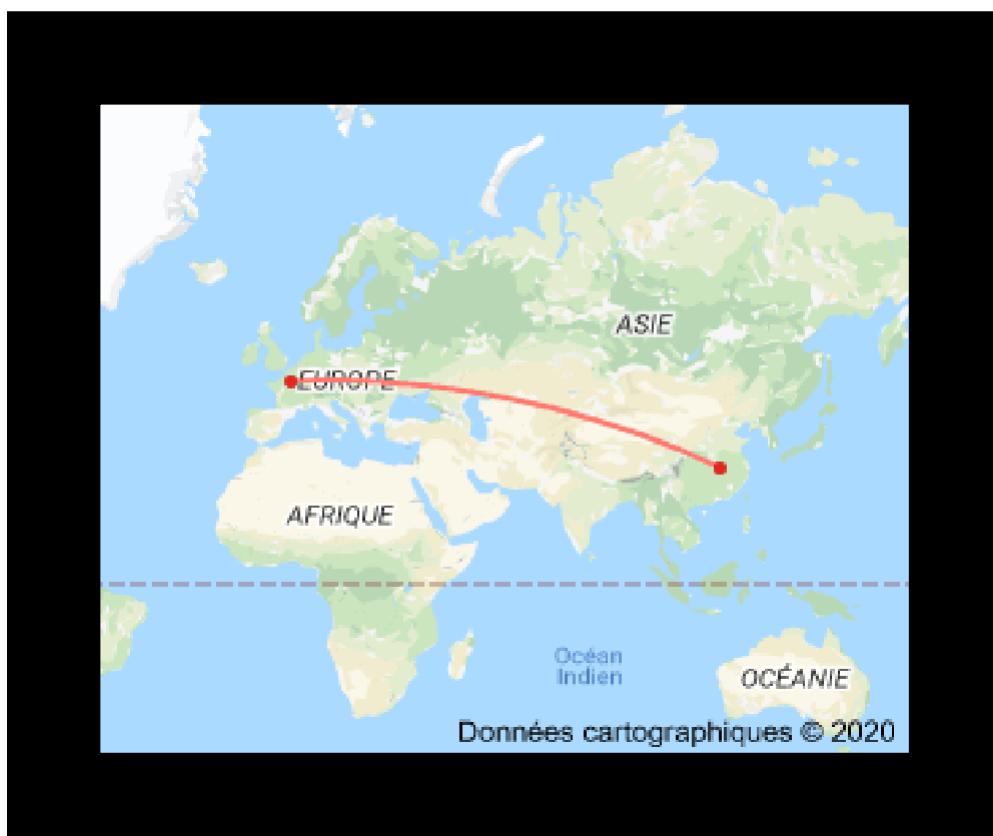 ASIE
EUROPE
AFRIQUE
Océan
Indien
OCÉANIE
Données cartographiques © 2020